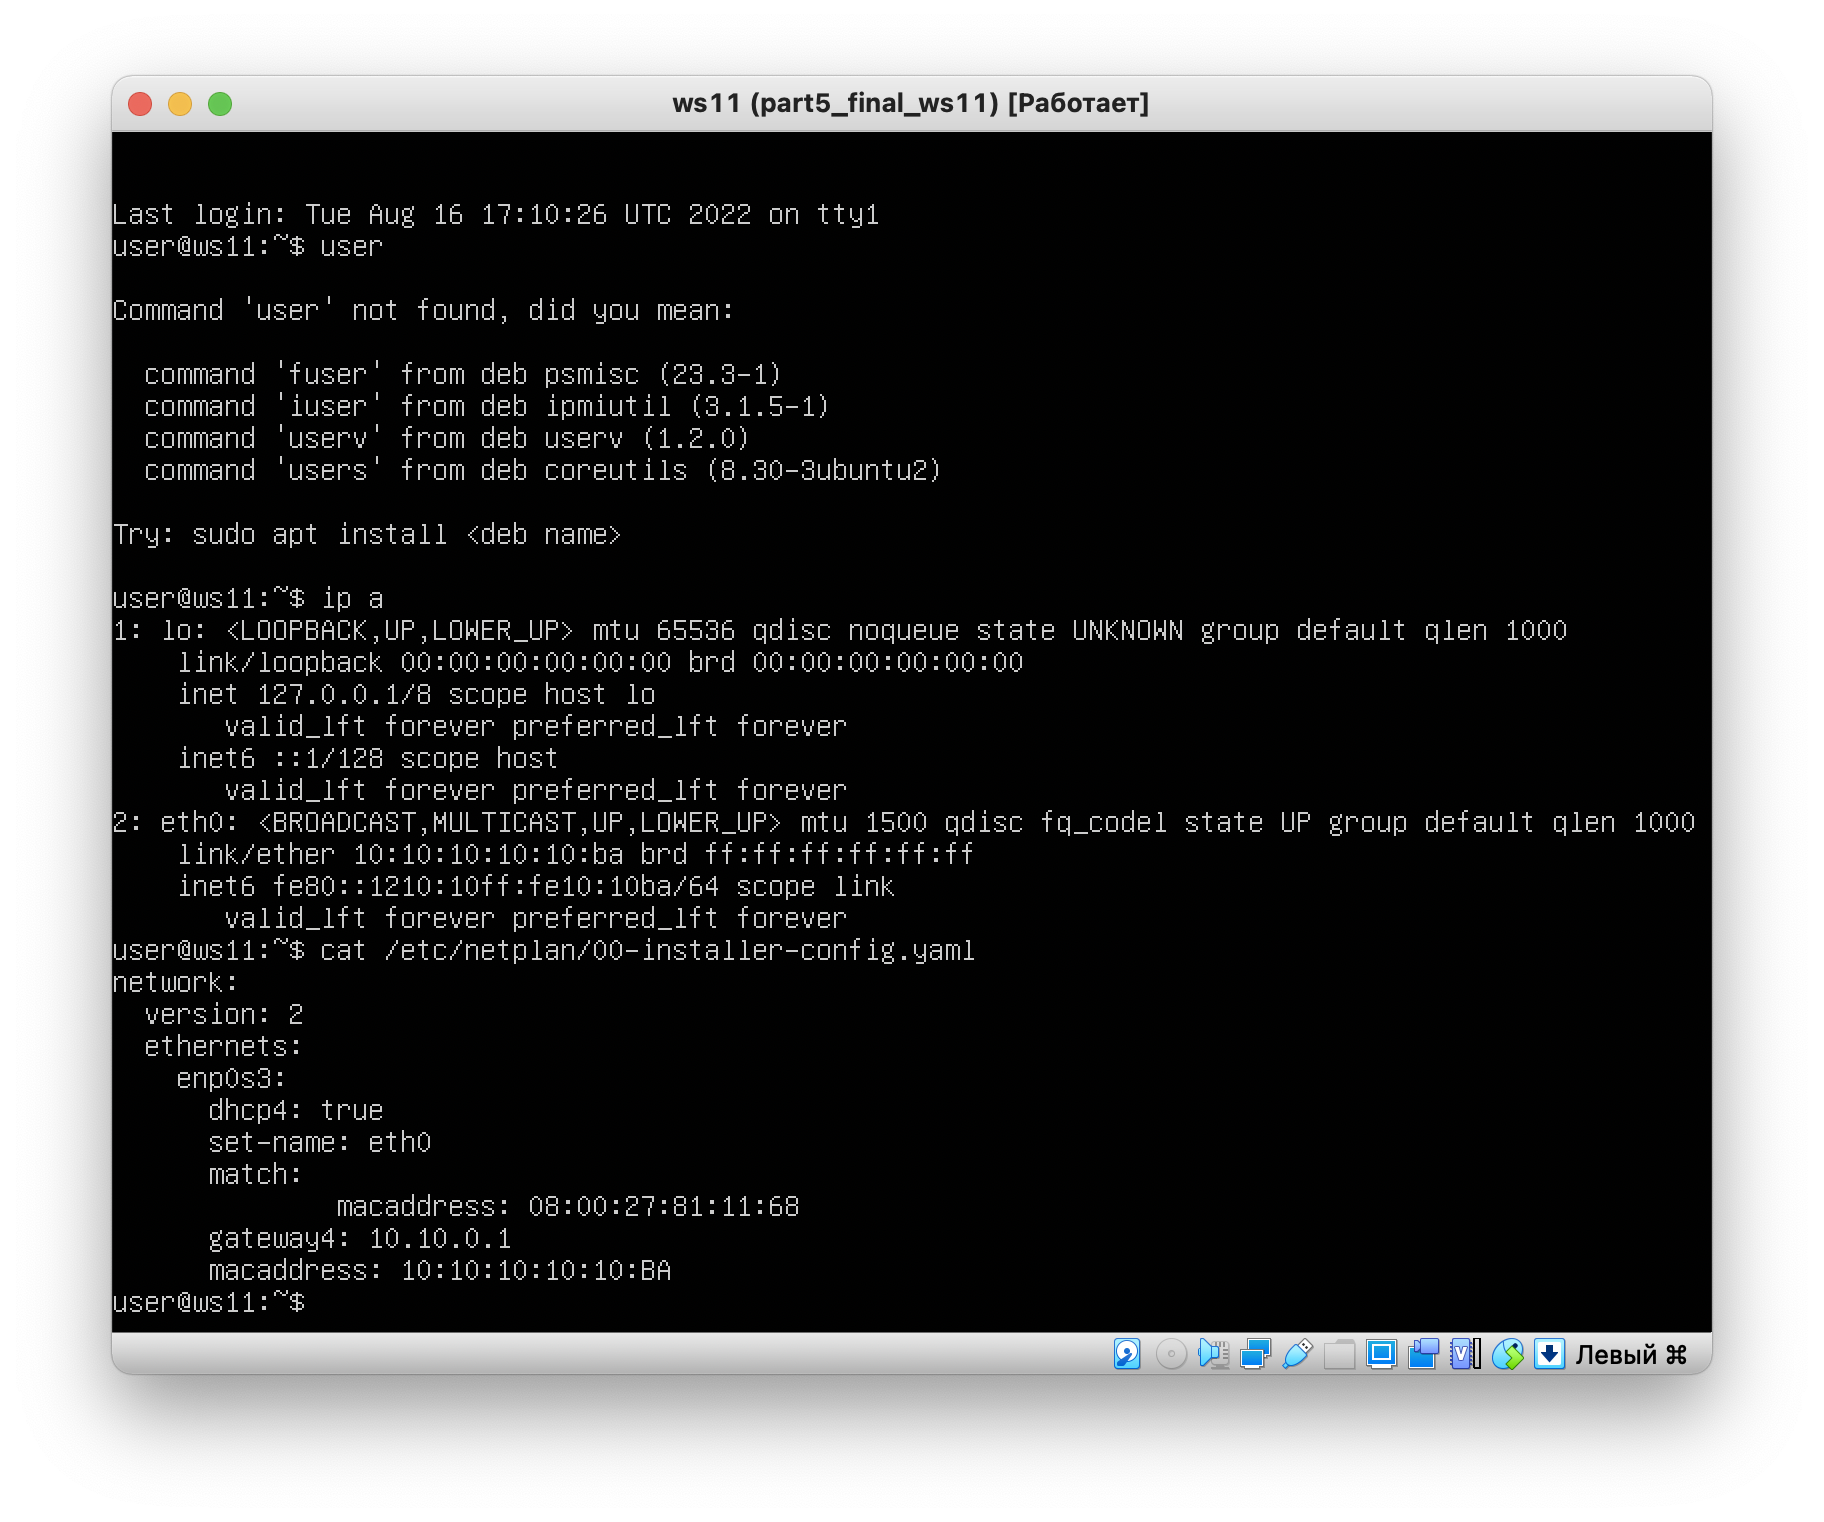 ws11 (part5_final_ws11) [Работает]
Last login: Tue Aug 16 17:10:26 UTC 2022 on tty1
user@ws11:~$ user
Command 'user' not found, did you mean:
  command 'fuser' from deb psmisc (23.3-1)
  command 'iuser' from deb ipmiutil (3.1.5-1)
  command 'userv' from deb userv (1.2.0)
  command 'users' from deb coreutils (8.30-3ubuntu2)
Try: sudo apt install <deb name>
user@ws11:~$ ip a
1: lo: <LOOPBACK,UP,LOWER_UP> mtu 65536 qdisc noqueue state UNKNOWN group default qlen 1000
    link/loopback 00:00:00:00:00:00 brd 00:00:00:00:00:00
    inet 127.0.0.1/8 scope host lo
       valid_lft forever preferred_lft forever
    inet6 ::1/128 scope host
       valid_lft forever preferred_lft forever
2: eth0: <BROADCAST,MULTICAST,UP,LOWER_UP> mtu 1500 qdisc fq_codel state UP group default qlen 1000
    link/ether 10:10:10:10:10:ba brd ff:ff:ff:ff:ff:ff
    inet6 fe80::1210:10ff:fe10:10ba/64 scope link
       valid_lft forever preferred_lft forever
user@ws11:~$ cat /etc/netplan/00-installer-config.yaml
network:
  version: 2
  ethernets:
    enp0s3:
      dhcp4: true
      set-name: eth0
      match:
              macaddress: 08:00:27:81:11:68
      gateway4: 10.10.0.1
      macaddress: 10:10:10:10:10:BA
user@ws11:~$
Левый ⌘